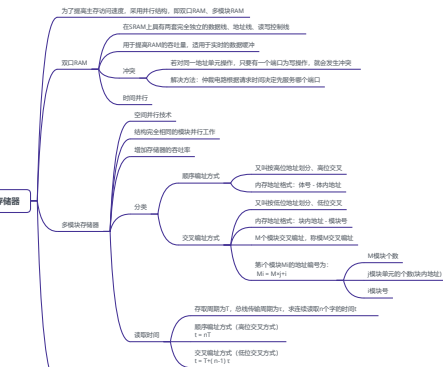 为了提高主存访问速度，采用并行结构，即双口RAM、多模块RAM
在SRAM上具有两套完全独立的数据线、地址线、读写控制线
用于提高RAM的吞吐量，适用于实时的数据缓冲
双口RAM
若对同一地址单元操作，只要有一个端口为写操作，就会发生冲突
冲突
解决方法：仲裁电路根据请求时间决定先服务哪个端口
时间并行
空间并行技术
结构完全相同的模块并行工作
增加存储器的吞吐率
又叫按高位地址划分、高位交叉
顺序编址方式
内存地址格式：体号 - 体内地址
存储器
分类
又叫按低位地址划分、低位交叉
内存地址格式：块内地址 - 模块号
多模块存储器
交叉编址方式
M个模块交叉编址，称模M交叉编址
M模块个数
第i个模块Mi的地址编号为：
Mi = M×j+i
j模块单元的个数(块内地址)
i模块号
存取周期为T，总线传输周期为τ，求连续读取n个字的时间t
读取时间
顺序编址方式（高位交叉方式）
t = nT
交叉编址方式（低位交叉方式）
t = T+( n-1) τ